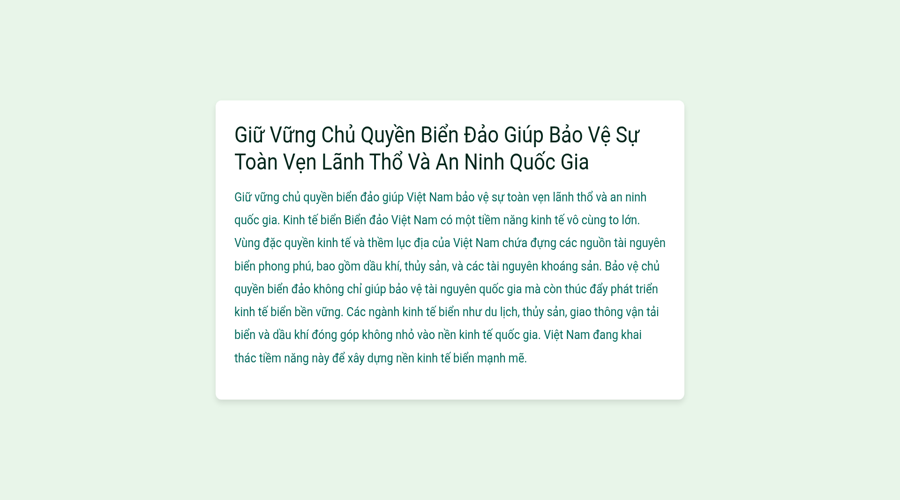 Giữ Vững Chủ Quyền Biển Đảo Giúp Bảo Vệ Sự
Toàn Vẹn Lãnh Thổ Và An Ninh Quốc Gia
Giữ vững chủ quyền biển đảo giúp Việt Nam bảo vệ sự toàn vẹn lãnh thổ và an ninh
quốc gia. Kinh tế biển Biển đảo Việt Nam có một tiềm năng kinh tế vô cùng to lớn.
Vùng đặc quyền kinh tế và thềm lục địa của Việt Nam chứa đựng các nguồn tài nguyên
biển phong phú, bao gồm dầu khí, thủy sản, và các tài nguyên khoáng sản. Bảo vệ chủ
quyền biển đảo không chỉ giúp bảo vệ tài nguyên quốc gia mà còn thúc đẩy phát triển
kinh tế biển bền vững. Các ngành kinh tế biển như du lịch, thủy sản, giao thông vận tải
biển và dầu khí đóng góp không nhỏ vào nền kinh tế quốc gia. Việt Nam đang khai
thác tiềm năng này để xây dựng nền kinh tế biển mạnh mẽ.